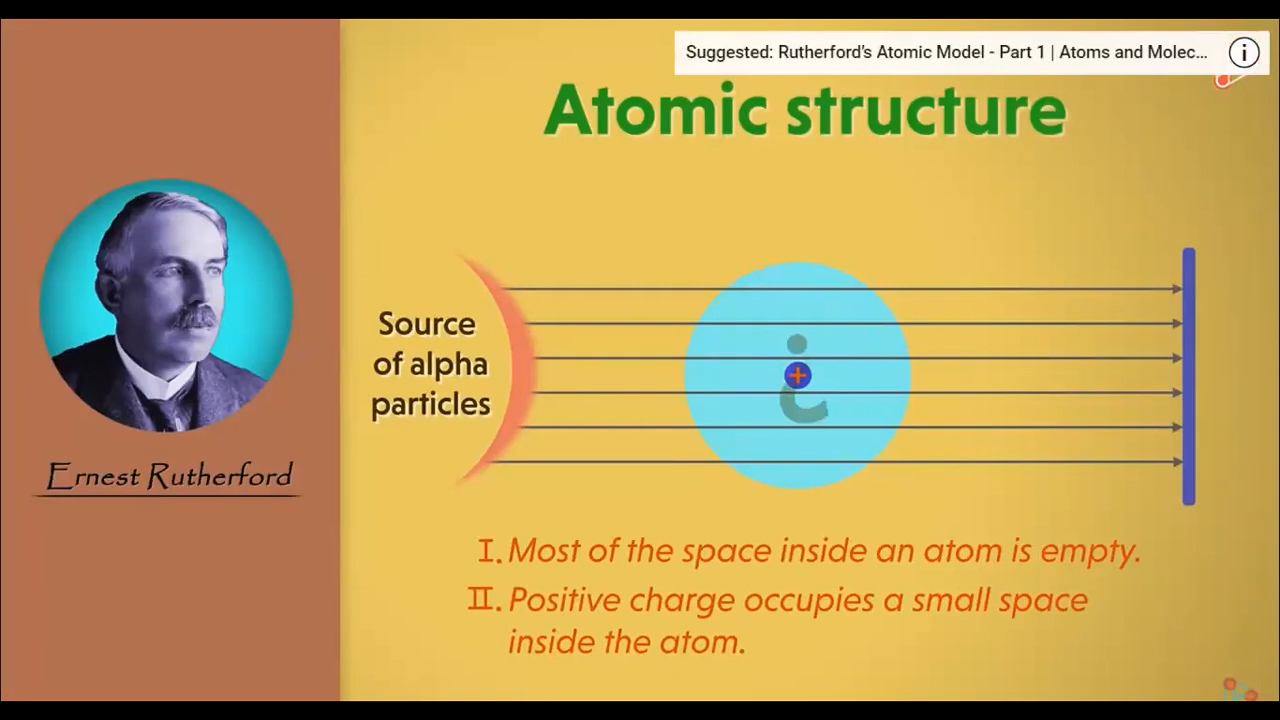 Suggested: Rutherford's Atomic Model - Part 1 | Atoms and Molec...
i
Atomic structure
Source
of alpha
particles
+
Ernest Rutherford
I. Most of the space inside an atom is empty.
II. Positive charge occupies a small space
inside the atom.